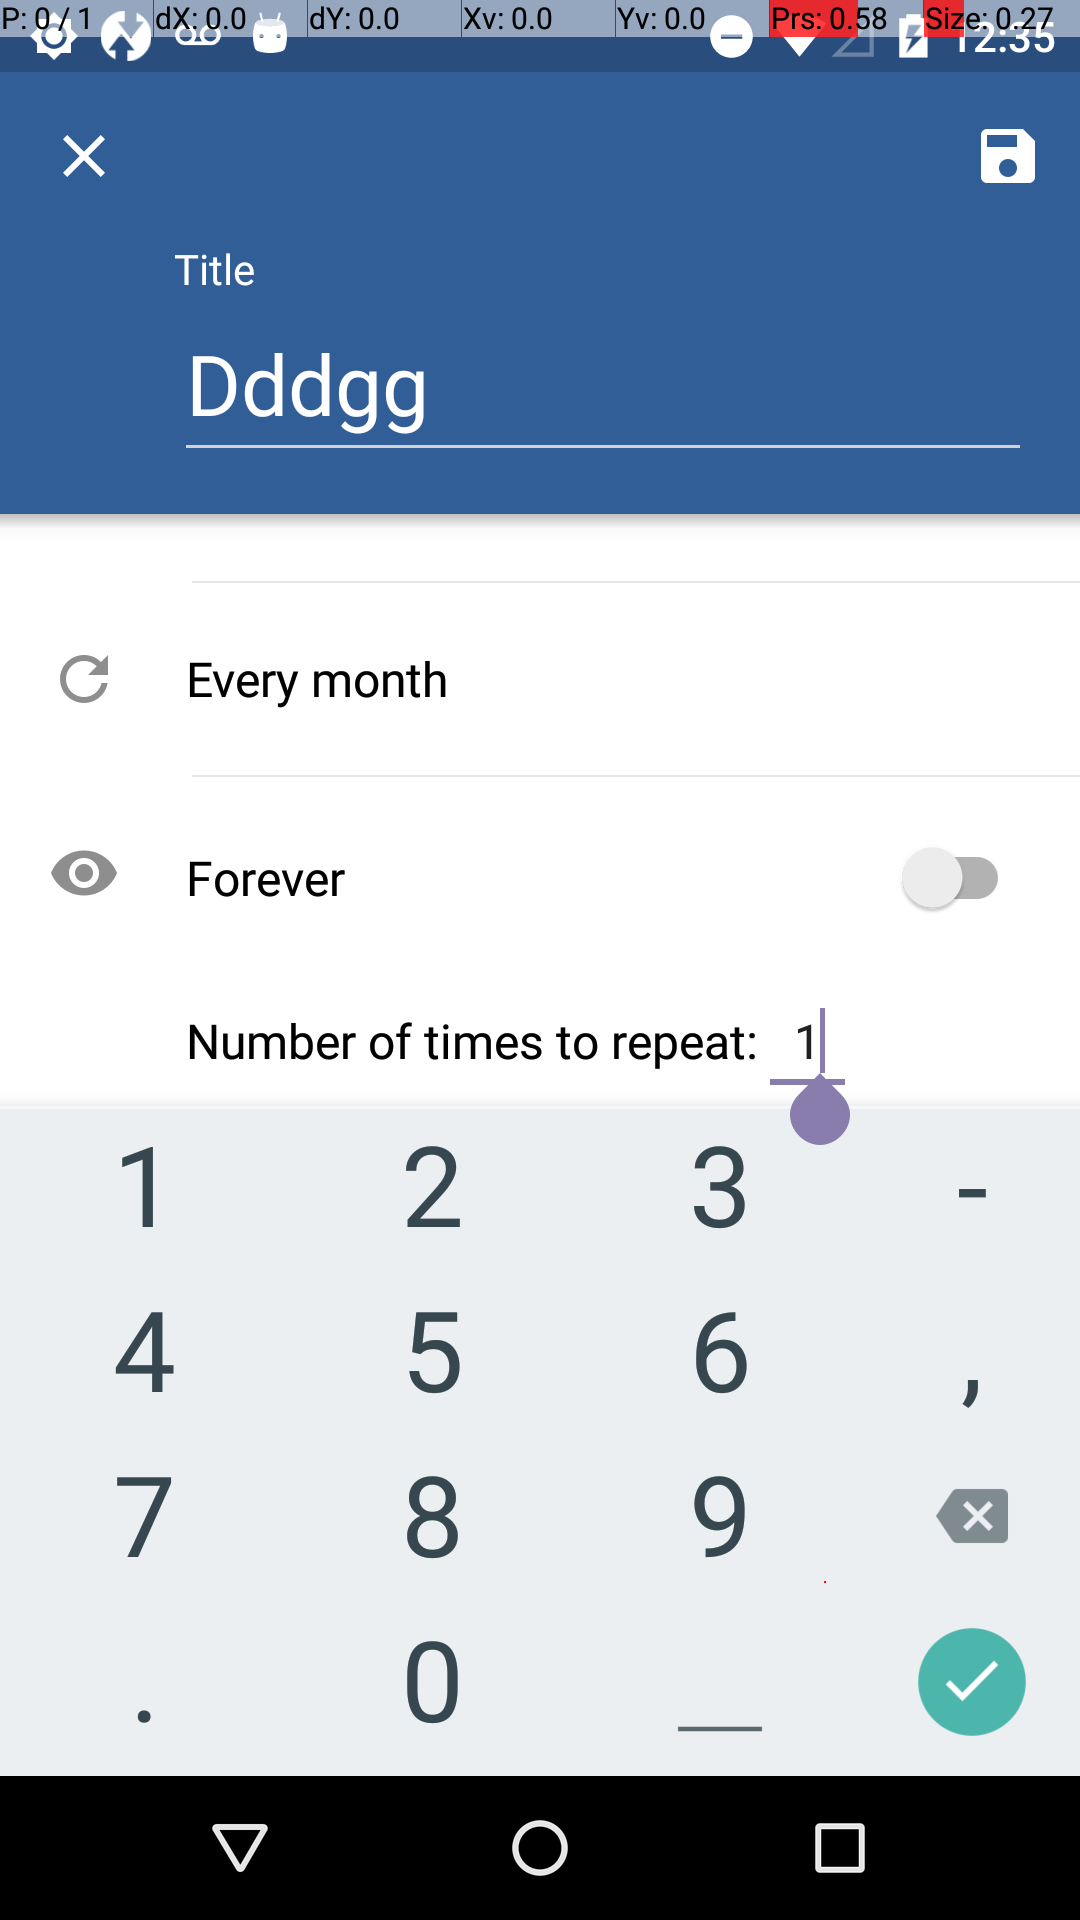 P: 0 / 1 dX: 0.0 dY: 0.0 Xv: 0.0 Yv: 0.0 Prs: 0.58 Size: 0.27
12:35
Title
Dddgg
Every month
Forever
Number of times to repeat: 1
1 2 3 -
4 5 6 ,
7 8 9
. 0 _